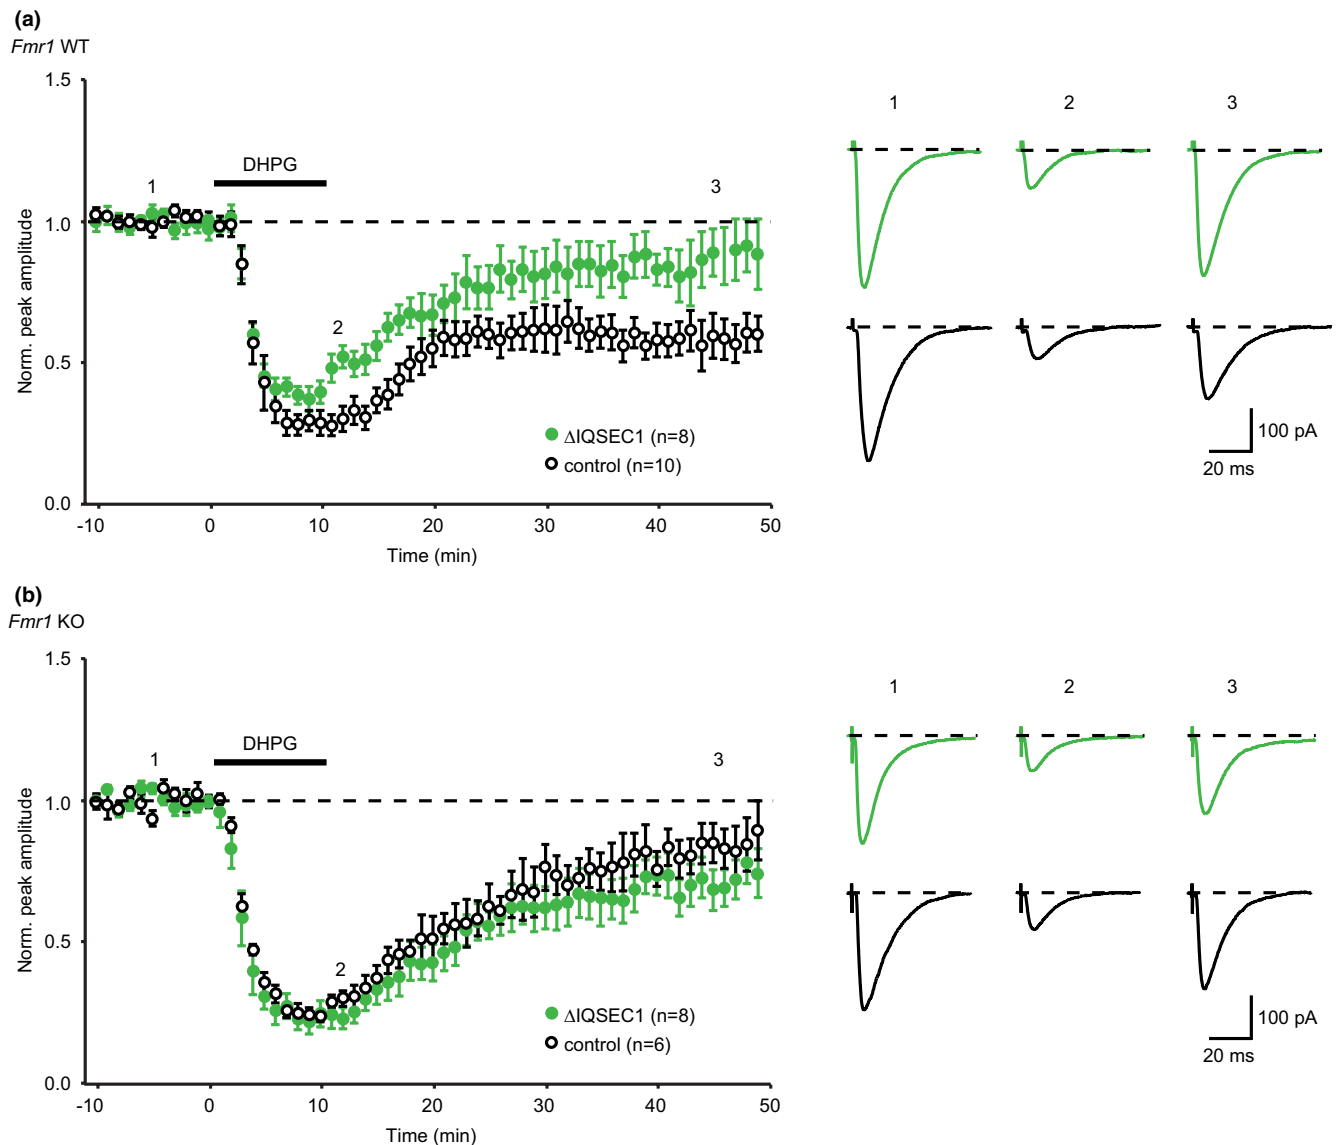 (a)
Fmr1 WT
1.5
1.0
0.5
0.0
Norm. peak amplitude
1
DHPG
2
3
ΔIQSEC1 (n=8)
control (n=10)
-10
0
10
20
30
40
50
Time (min)
1
2
3
100 pA
20 ms
(b)
Fmr1 KO
1.5
1.0
0.5
0.0
Norm. peak amplitude
1
DHPG
2
3
ΔIQSEC1 (n=8)
control (n=6)
-10
0
10
20
30
40
50
Time (min)
1
2
3
100 pA
20 ms